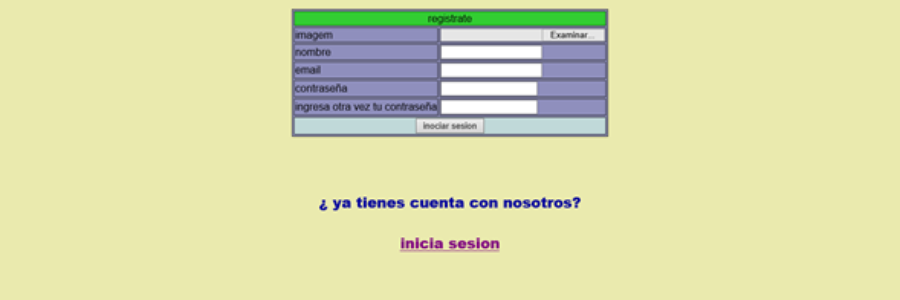 registrate
imagem Examinar...
nombre
email
contraseña
ingresa otra vez tu contraseña
inociar sesion
¿ ya tienes cuenta con nosotros?
inicia sesion